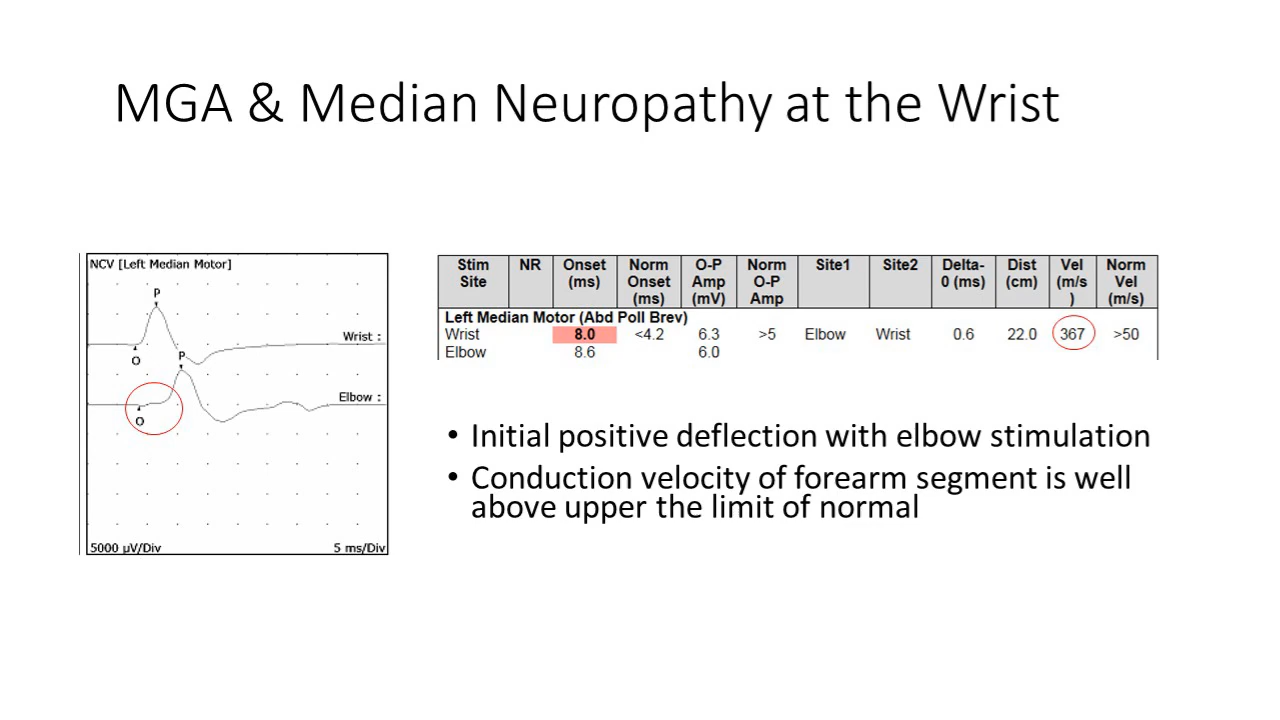 MGA & Median Neuropathy at the Wrist
NCV [Left Median Motor]
P
Wrist :
O
P
Elbow :
O
5000 µV/Div 5 ms/Div
Stim Site NR Onset (ms) Norm Onset (ms) O-P Amp (mV) Norm O-P Amp Site1 Site2 Delta-0 (ms) Dist (cm) Vel (m/s) Norm Vel (m/s)
Left Median Motor (Abd Poll Brev)
Wrist 8.0 <4.2 6.3 >5 Elbow Wrist 0.6 22.0 367 >50
Elbow 8.6 6.0
• Initial positive deflection with elbow stimulation
• Conduction velocity of forearm segment is well
above upper the limit of normal